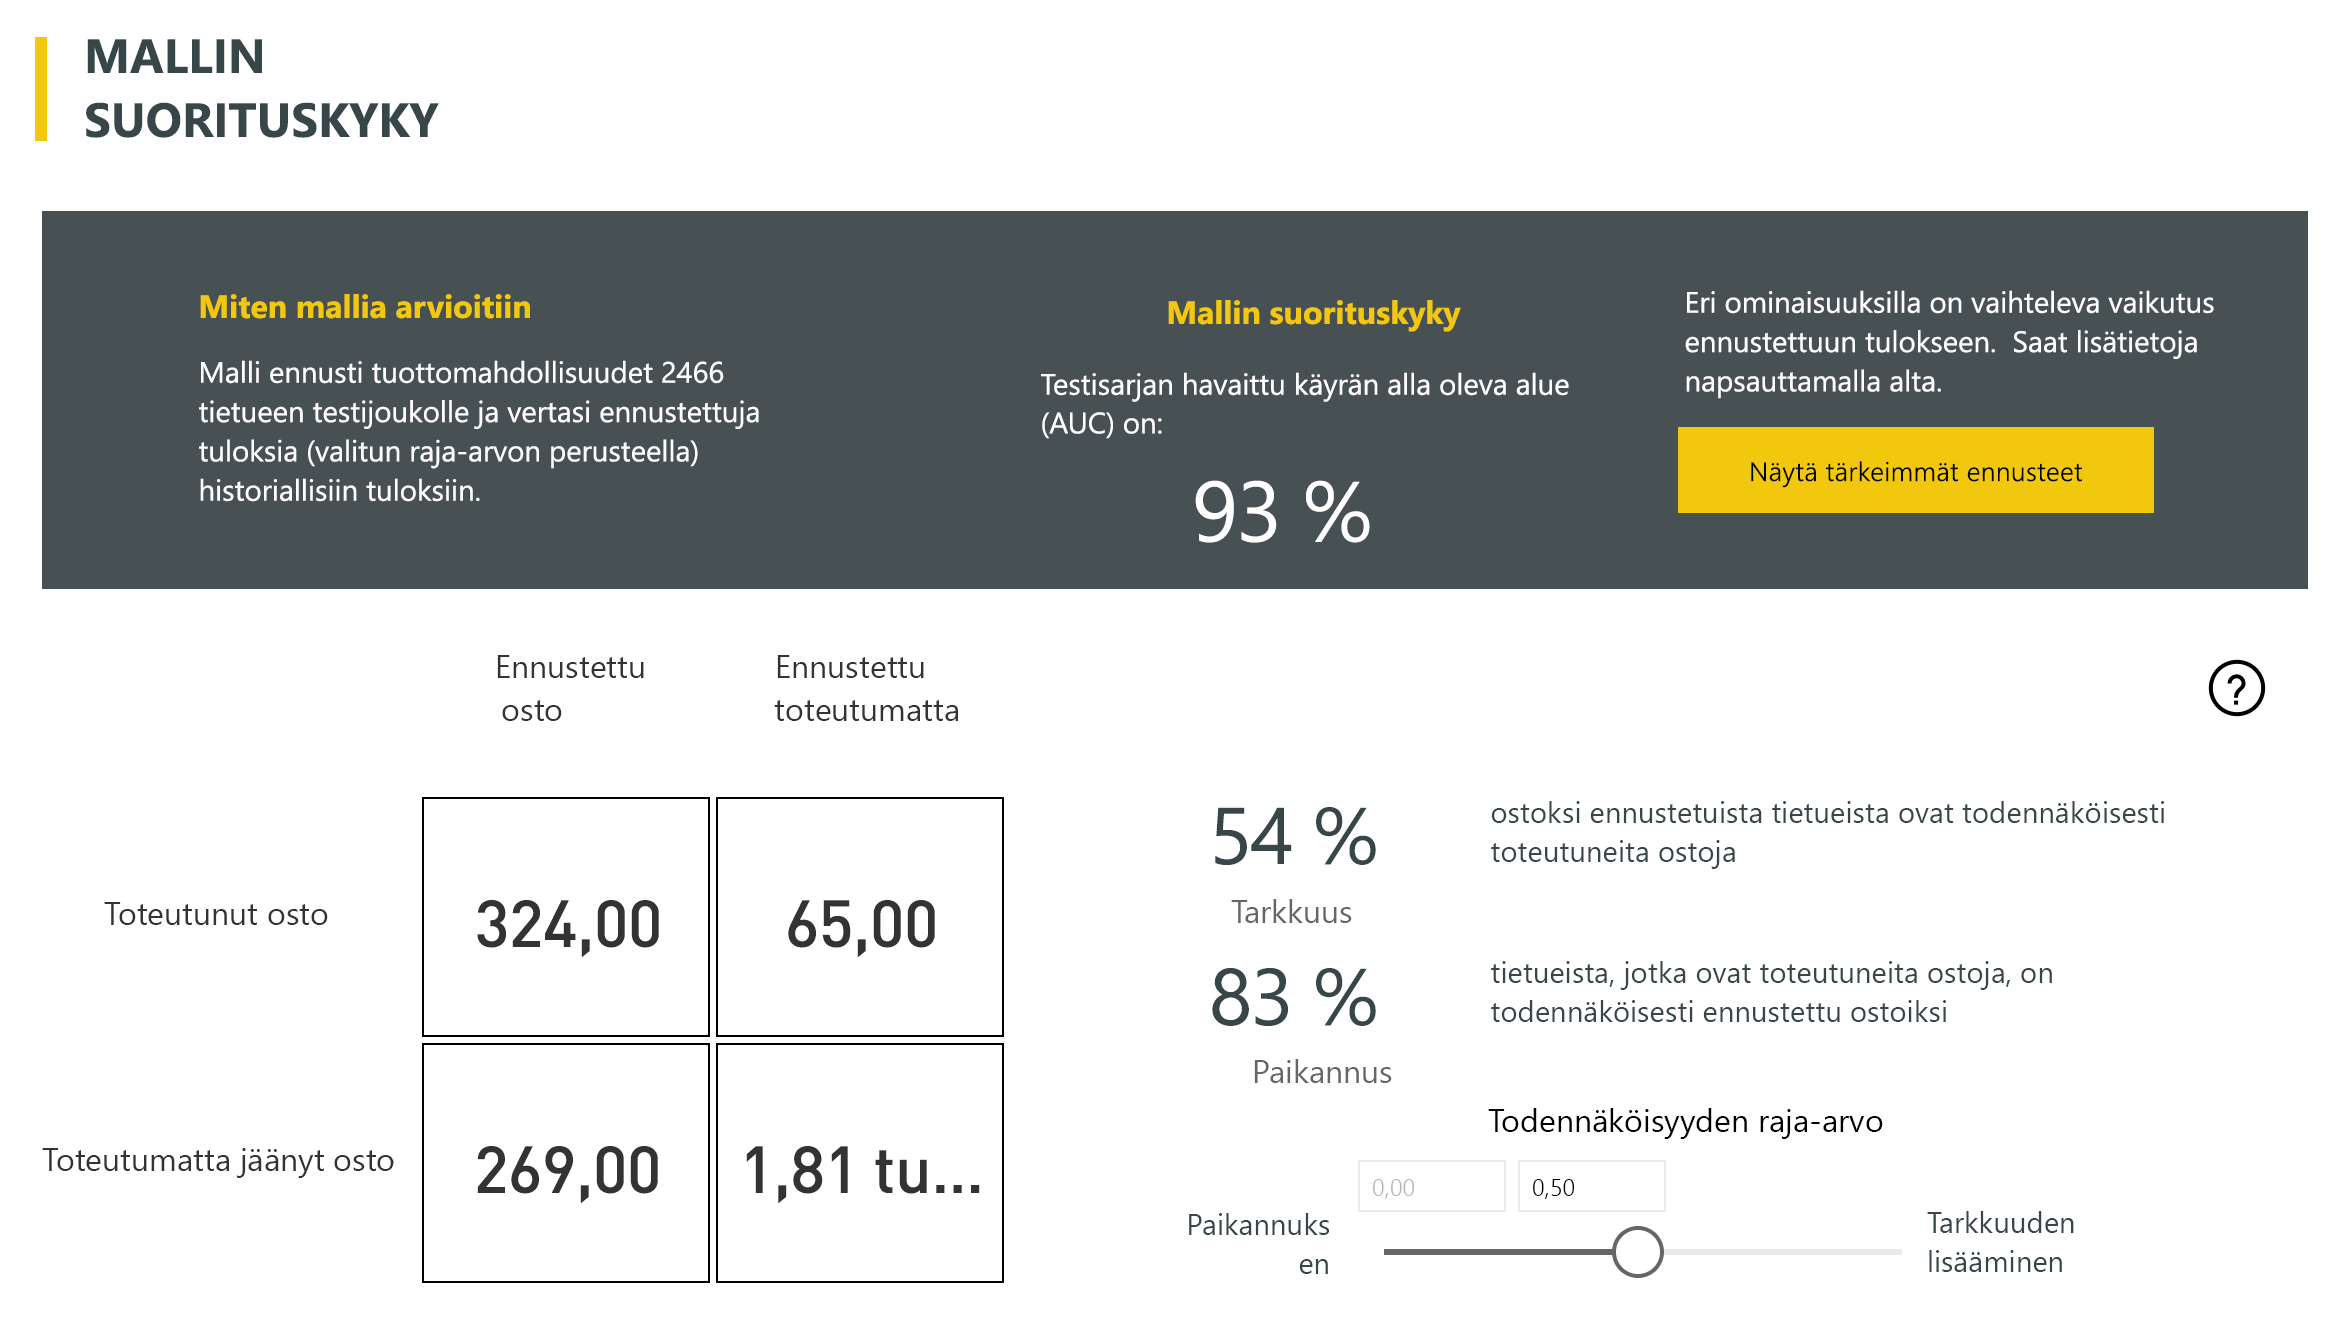 MALLIN
SUORITUSKYKY
Miten mallia arvioitiin
Malli ennusti tuottomahdollisuudet 2466
tietueen testijoukolle ja vertasi ennustettuja
tuloksia (valitun raja-arvon perusteella)
historiallisiin tuloksiin.
Mallin suorituskyky
Testisarjan havaittu käyrän alla oleva alue
(AUC) on:
93 %
Eri ominaisuuksilla on vaihteleva vaikutus
ennustettuun tulokseen.  Saat lisätietoja
napsauttamalla alta.
Näytä tärkeimmät ennusteet
Ennustettu
osto
Ennustettu
toteutumatta
?
Toteutunut osto
324,00
65,00
Toteutumatta jäänyt osto
269,00
1,81 tu...
54 %
Tarkkuus
ostoksi ennustetuista tietueista ovat todennäköisesti
toteutuneita ostoja
83 %
Paikannus
tietueista, jotka ovat toteutuneita ostoja, on
todennäköisesti ennustettu ostoiksi
Todennäköisyyden raja-arvo
0,00
0,50
Paikannuks
en
Tarkkuuden
lisääminen